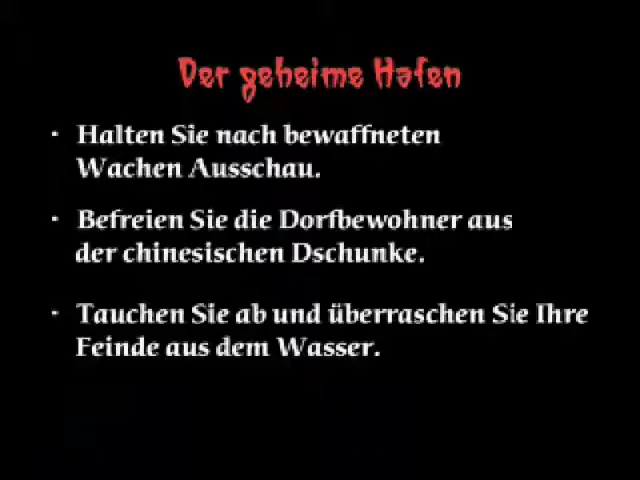 Der geheime Hafen
• Halten Sie nach bewaffneten
Wachen Ausschau.
• Befreien Sie die Dorfbewohner aus
der chinesischen Dschunke.
• Tauchen Sie ab und überraschen Sie Ihre
Feinde aus dem Wasser.